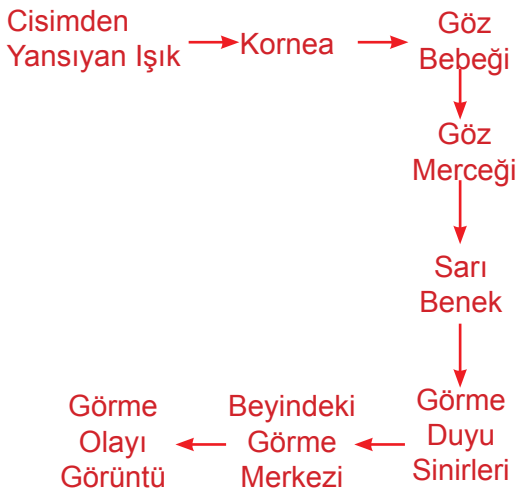 Cisimden
Yansıyan Işık
Kornea
Göz
Bebeği
Göz
Merceği
Sarı
Benek
Görme
Duyu
Sinirleri
Beyindeki
Görme
Merkezi
Görme
Olayı
Görüntü